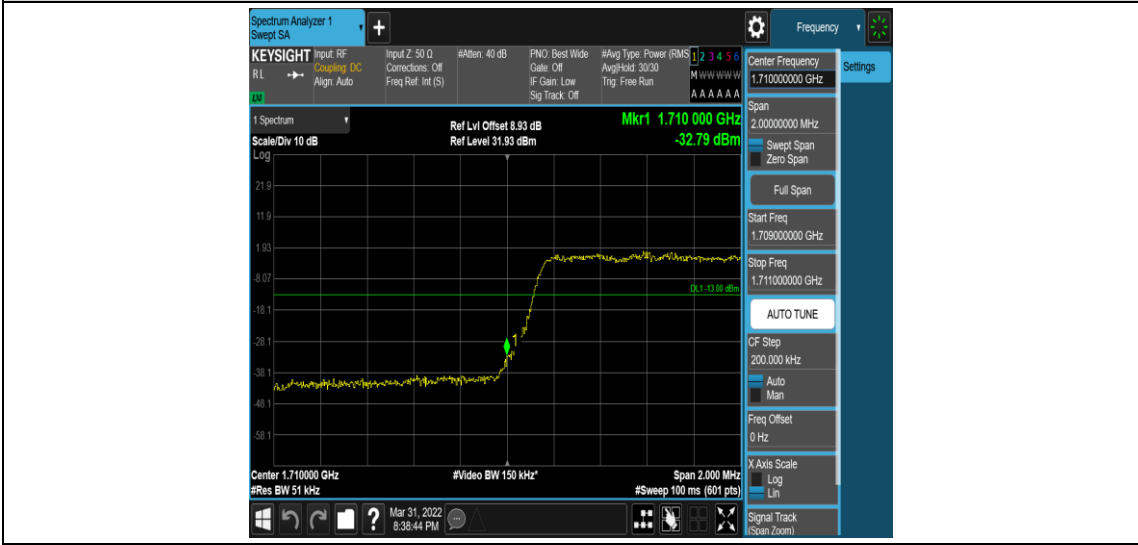 Spectrum Analyzer 1
Swept SA
+
Frequency
KEYSIGHT
RL
LXI
Input: RF
Coupling: DC
Align: Auto
Input Z: 50 Ω
Corrections: Off
Freq Ref: Int (S)
#Atten: 40 dB
PNO: Best Wide
Gate: Off
IF Gain: Low
Sig Track: Off
#Avg Type: Power (RMS
Avg|Hold: 30/30
Trig: Free Run
1 2 3 4 5 6
M W W W W W
A A A A A A
1 Spectrum
Scale/Div 10 dB
Log
Ref Lvl Offset 8.93 dB
Ref Level 31.93 dBm
Mkr1 1.710 000 GHz
-32.79 dBm
21.9
11.9
1.93
-8.07
DL1 -13.00 dBm
-18.1
-28.1
1
-38.1
-48.1
-58.1
Center 1.710000 GHz
#Video BW 150 kHz*
Span 2.000 MHz
#Res BW 51 kHz
#Sweep 100 ms (601 pts)
?
Mar 31, 2022
8:38:44 PM
Center Frequency
1.710000000 GHz
Settings
Span
2.00000000 MHz
Swept Span
Zero Span
Full Span
Start Freq
1.709000000 GHz
Stop Freq
1.711000000 GHz
AUTO TUNE
CF Step
200.000 kHz
Auto
Man
Freq Offset
0 Hz
X Axis Scale
Log
Lin
Signal Track
(Span Zoom)